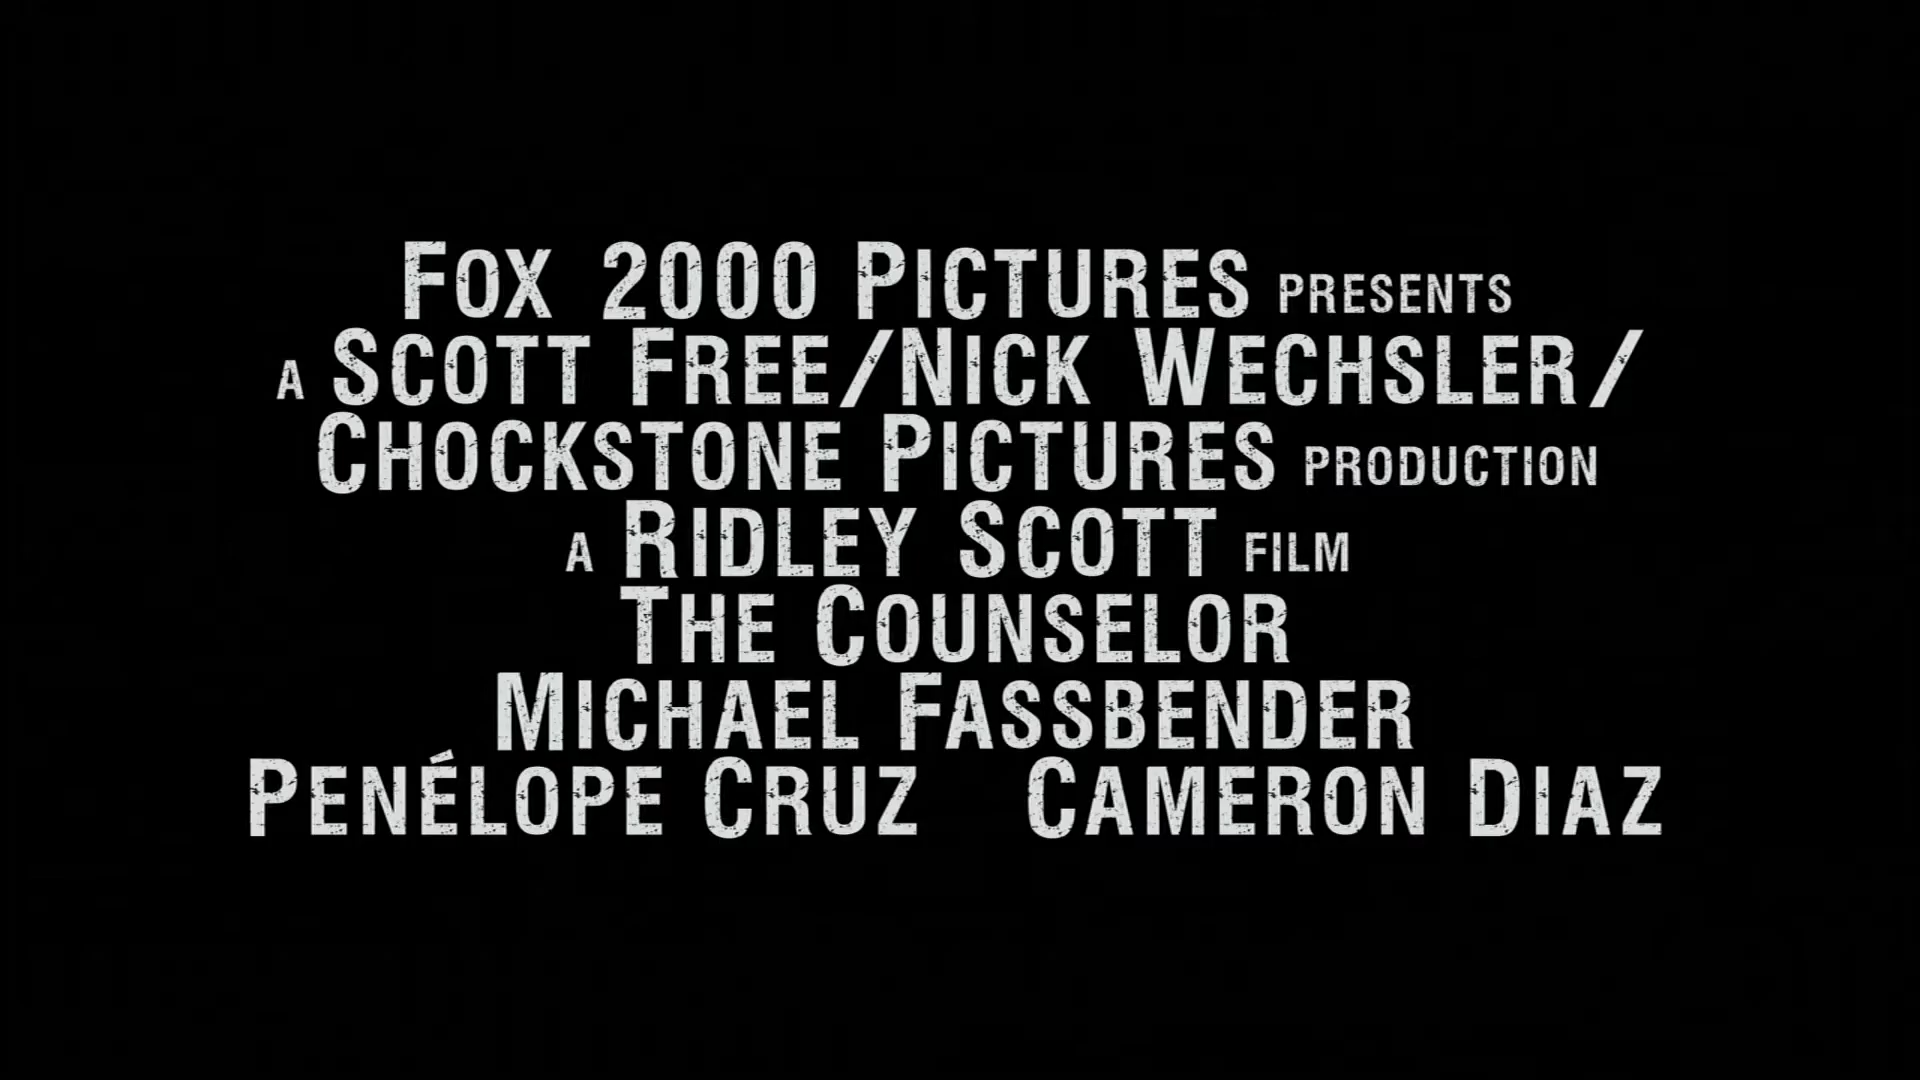 FOX 2000 PICTURES PRESENTS
A SCOTT FREE/NICK WECHSLER/
CHOCKSTONE PICTURES PRODUCTION
A RIDLEY SCOTT FILM
THE COUNSELOR
MICHAEL FASSBENDER
PENÉLOPE CRUZ CAMERON DIAZ